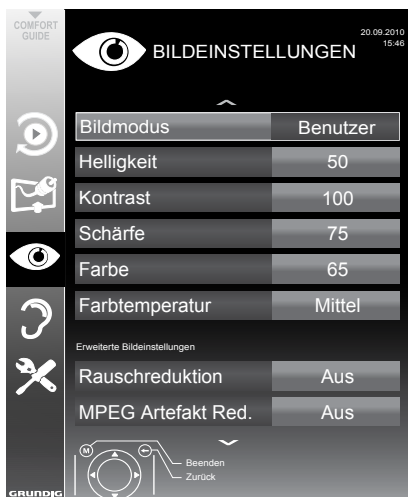 COMFORT
GUIDE
BILDEINSTELLUNGEN
20.09.2010
15:46
Bildmodus Benutzer
Helligkeit 50
Kontrast 100
Schärfe 75
Farbe 65
Farbtemperatur Mittel
Erweiterte Bildeinstellungen
Rauschreduktion Aus
MPEG Artefakt Red. Aus
M
Beenden
Zurück
GRUNDIG